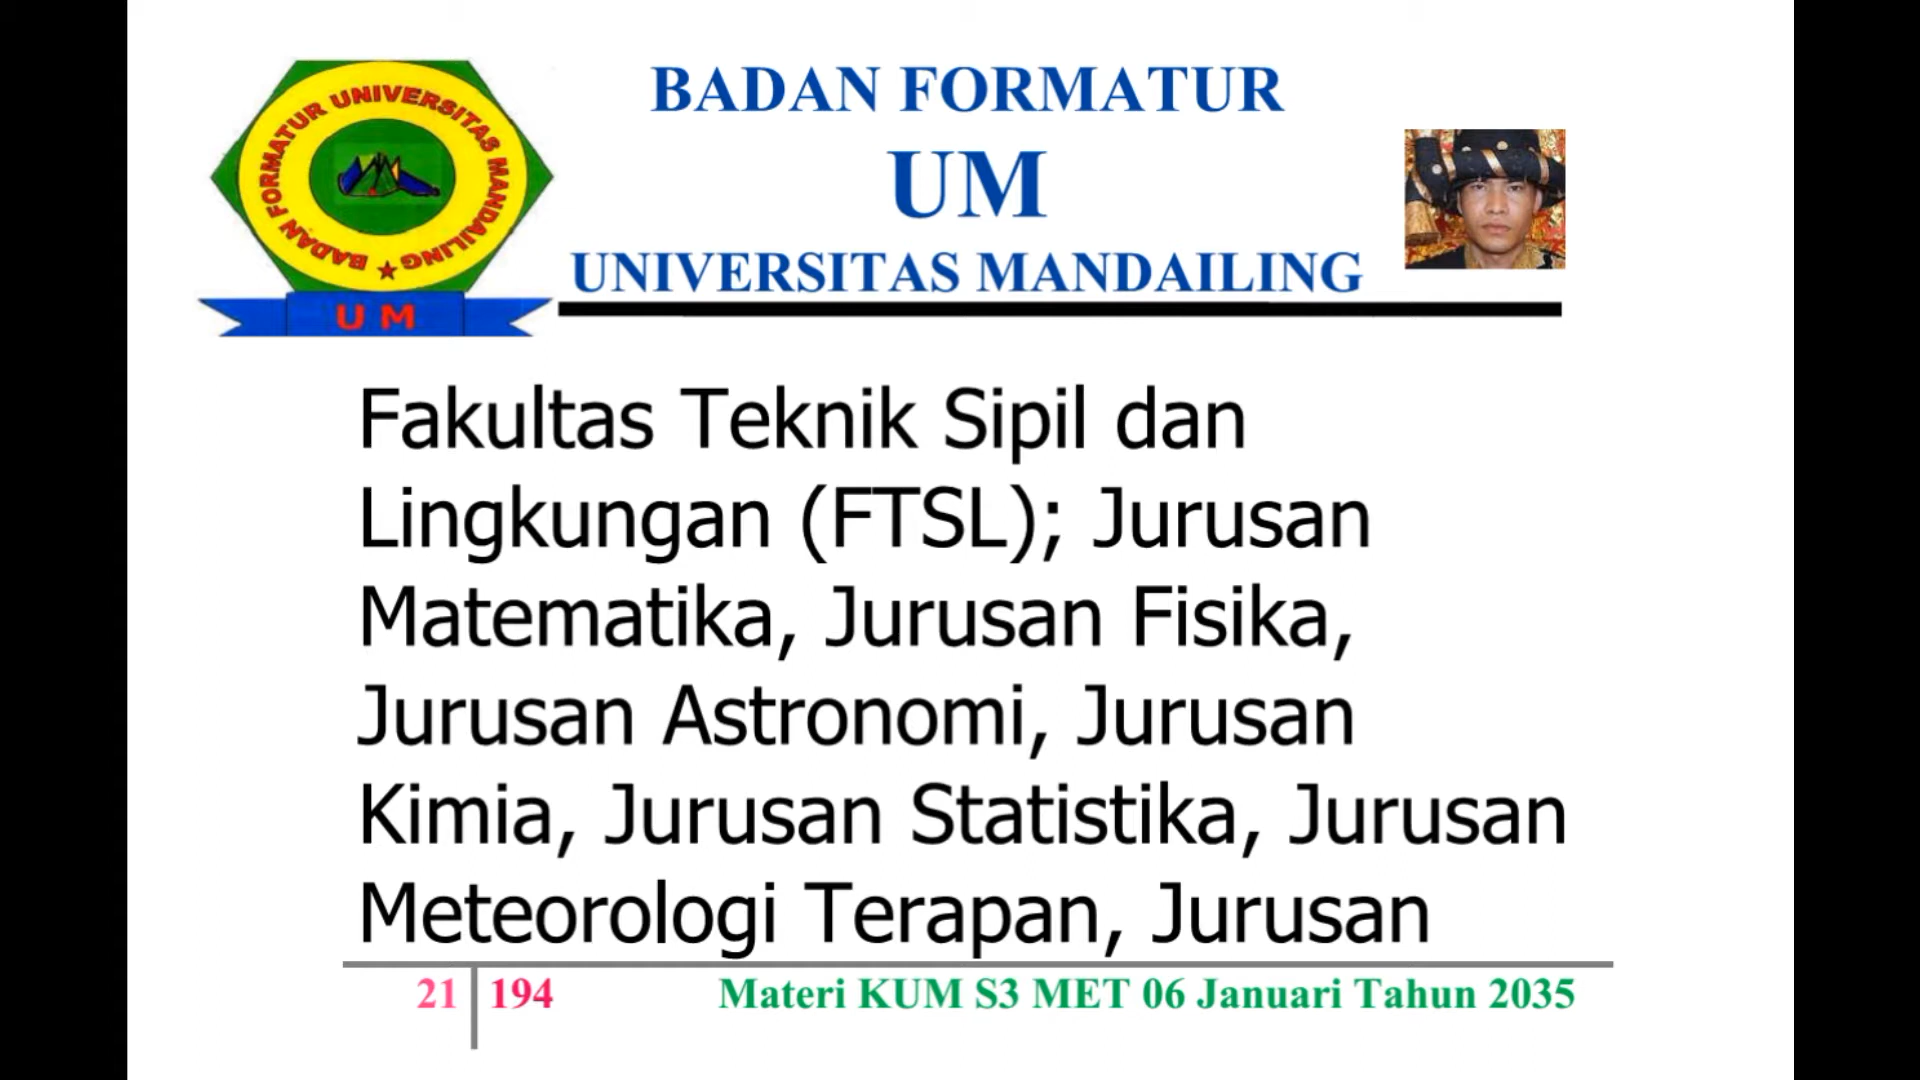 BADAN FORMATUR UNIVERSITAS MANDAILING
U M
BADAN FORMATUR
UM
UNIVERSITAS MANDAILING
Fakultas Teknik Sipil dan
Lingkungan (FTSL); Jurusan
Matematika, Jurusan Fisika,
Jurusan Astronomi, Jurusan
Kimia, Jurusan Statistika, Jurusan
Meteorologi Terapan, Jurusan
21 194 Materi KUM S3 MET 06 Januari Tahun 2035